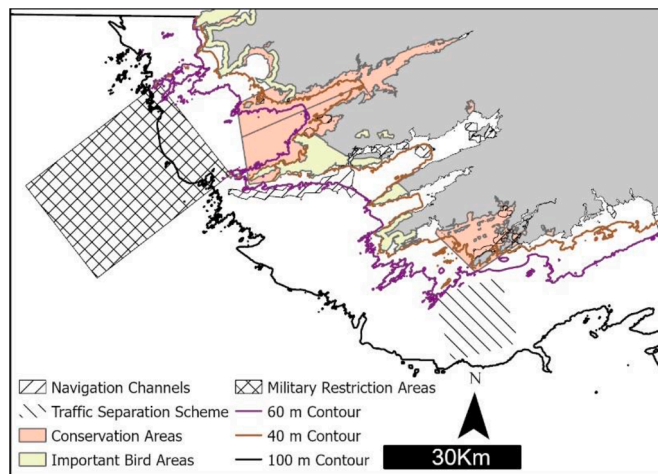 Navigation Channels
Military Restriction Areas
Traffic Separation Scheme
60 m Contour
Conservation Areas
40 m Contour
Important Bird Areas
100 m Contour
N
30Km